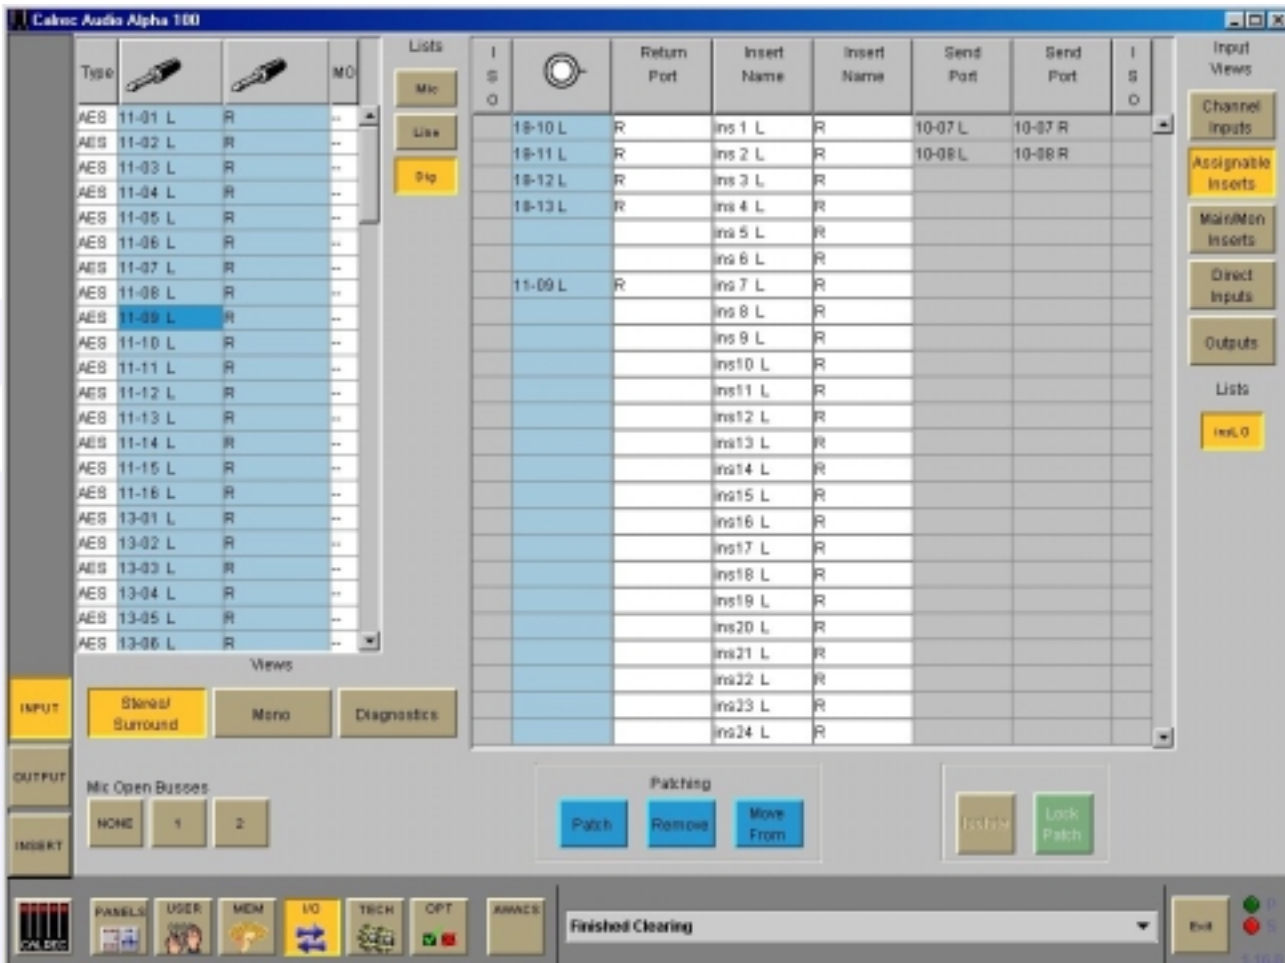 Calrec Audio Alpha 100
Type MO
AES 11-01 L R --
AES 11-02 L R --
AES 11-03 L R --
AES 11-04 L R --
AES 11-05 L R --
AES 11-06 L R --
AES 11-07 L R --
AES 11-08 L R --
AES 11-09 L R --
AES 11-10 L R --
AES 11-11 L R --
AES 11-12 L R --
AES 11-13 L R --
AES 11-14 L R --
AES 11-15 L R --
AES 11-16 L R --
AES 13-01 L R --
AES 13-02 L R --
AES 13-03 L R --
AES 13-04 L R --
AES 13-05 L R --
AES 13-06 L R --
Lists
Mic
Line
Dig
ISO Return Port Insert Name Insert Name Send Port Send Port ISO
18-10 L R ins 1 L R 10-07 L 10-07 R
18-11 L R ins 2 L R 10-08 L 10-08 R
18-12 L R ins 3 L R
18-13 L R ins 4 L R
ins 5 L R
ins 6 L R
11-09 L R ins 7 L R
ins 8 L R
ins 9 L R
ins10 L R
ins11 L R
ins12 L R
ins13 L R
ins14 L R
ins15 L R
ins16 L R
ins17 L R
ins18 L R
ins19 L R
ins20 L R
ins21 L R
ins22 L R
ins23 L R
ins24 L R
Input
Views
Channel
Inputs
Assignable
Inserts
Main/Mon
Inserts
Direct
Inputs
Outputs
Lists
insL 0
Views
Stereo/
Surround
Mono
Diagnostics
INPUT
OUTPUT
INSERT
Mic Open Busses
NONE 1 2
Patching
Patch
Remove
Move
From
Isolate
Lock
Patch
CALREC
PANELS
USER
MEM
I/O
TECH
OPT
AWACS
Finished Clearing
Exit
P
S